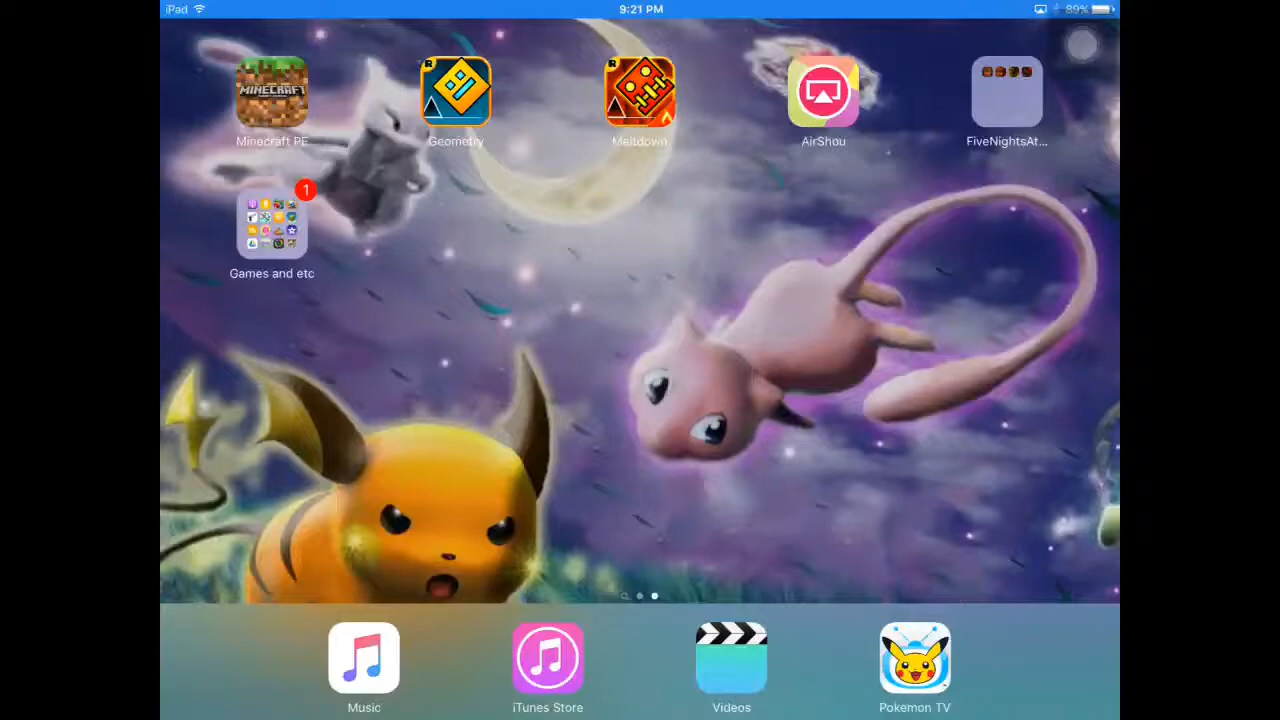 iPad
9:21 PM
89%
MINECRAFT
Minecraft PE
Geometry
Meltdown
AirShou
FiveNightsAt...
1
Games and etc
Music
iTunes Store
Videos
Pokemon TV